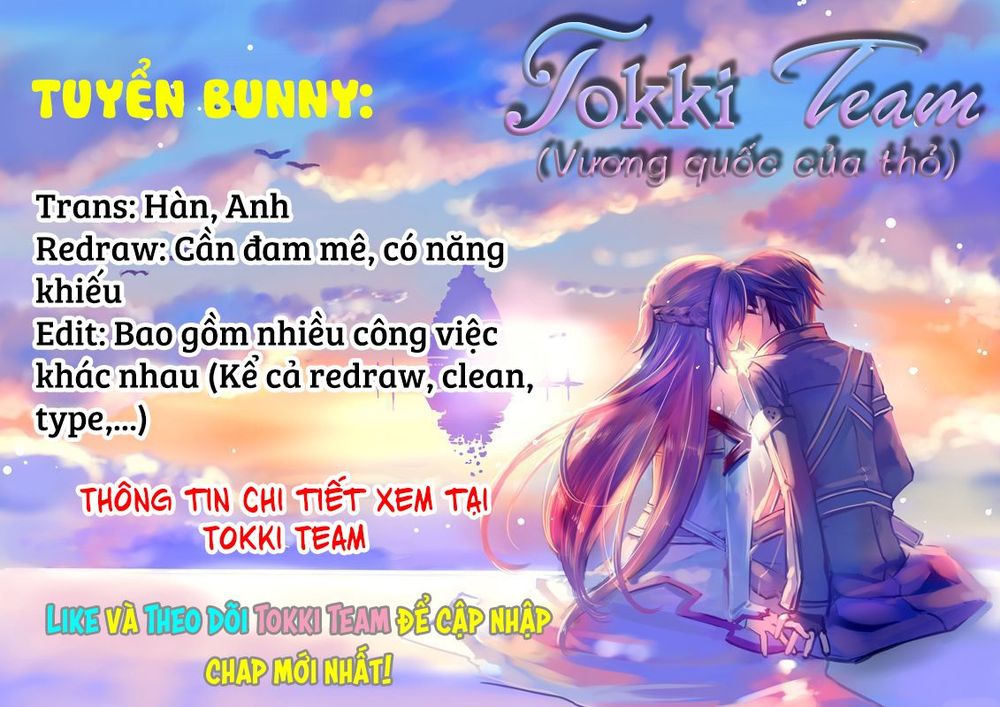 Tokki Team
(Vương quốc của thỏ)
TUYỂN BUNNY:
Trans: Hàn, Anh
Redraw: Cần đam mê, có năng
khiếu
Edit: Bao gồm nhiều công việc
khác nhau (Kể cả redraw, clean,
type,...)
THÔNG TIN CHI TIẾT XEM TẠI
TOKKI TEAM
LIKE VÀ THEO DÕI TOKKI TEAM ĐỂ CẬP NHẬP
CHAP MỚI NHẤT!